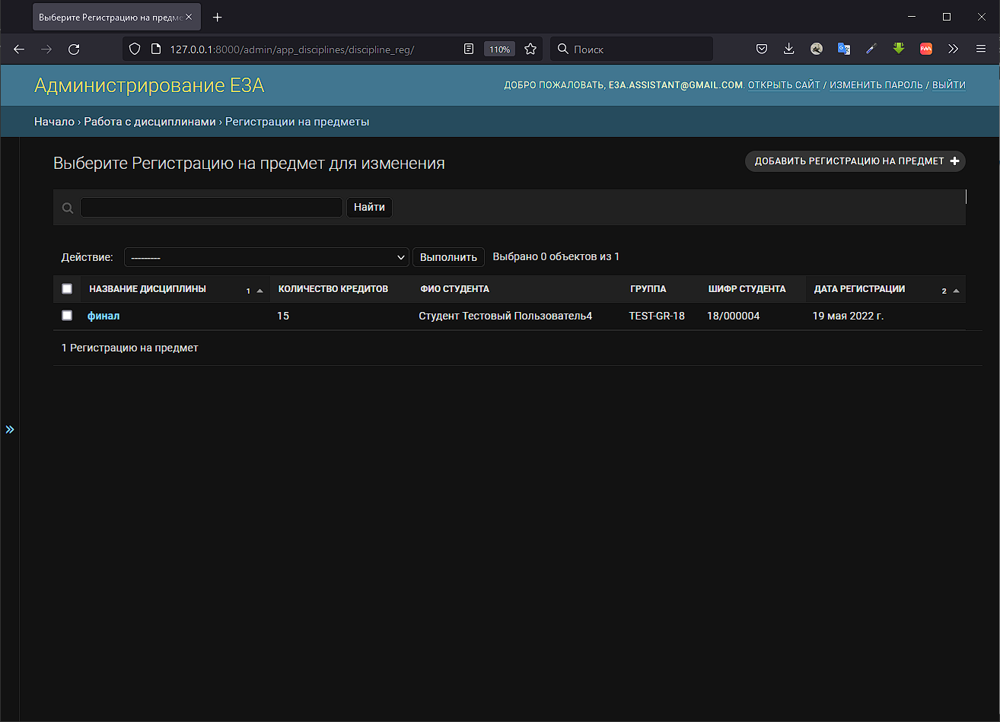 Выберите Регистрацию на предме
127.0.0.1:8000/admin/app_disciplines/discipline_reg/
110%
Поиск
Администрирование ЕЗА
ДОБРО ПОЖАЛОВАТЬ, E3A.ASSISTANT@GMAIL.COM. ОТКРЫТЬ САЙТ / ИЗМЕНИТЬ ПАРОЛЬ / ВЫЙТИ
Начало › Работа с дисциплинами › Регистрации на предметы
Выберите Регистрацию на предмет для изменения
ДОБАВИТЬ РЕГИСТРАЦИЮ НА ПРЕДМЕТ
Найти
Действие: --------- Выполнить Выбрано 0 объектов из 1
НАЗВАНИЕ ДИСЦИПЛИНЫ 1 КОЛИЧЕСТВО КРЕДИТОВ ФИО СТУДЕНТА ГРУППА ШИФР СТУДЕНТА ДАТА РЕГИСТРАЦИИ 2
финал 15 Студент Тестовый Пользователь4 TEST-GR-18 18/000004 19 мая 2022 г.
1 Регистрацию на предмет